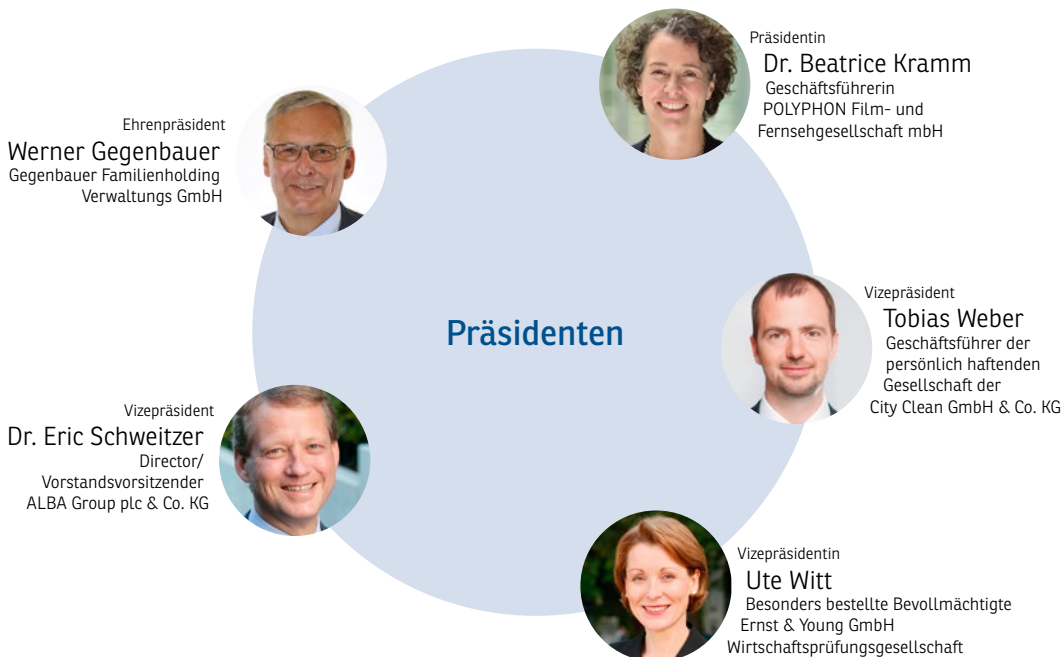 Präsidentin
Dr. Beatrice Kramm
Geschäftsführerin
POLYPHON Film- und
Fernsehgesellschaft mbH
Ehrenpräsident
Werner Gegenbauer
Gegenbauer Familienholding
Verwaltungs GmbH
Präsidenten
Vizepräsident
Tobias Weber
Geschäftsführer der
persönlich haftenden
Gesellschaft der
City Clean GmbH & Co. KG
Vizepräsident
Dr. Eric Schweitzer
Director/
Vorstandsvorsitzender
ALBA Group plc & Co. KG
Vizepräsidentin
Ute Witt
Besonders bestellte Bevollmächtigte
Ernst & Young GmbH
Wirtschaftsprüfungsgesellschaft